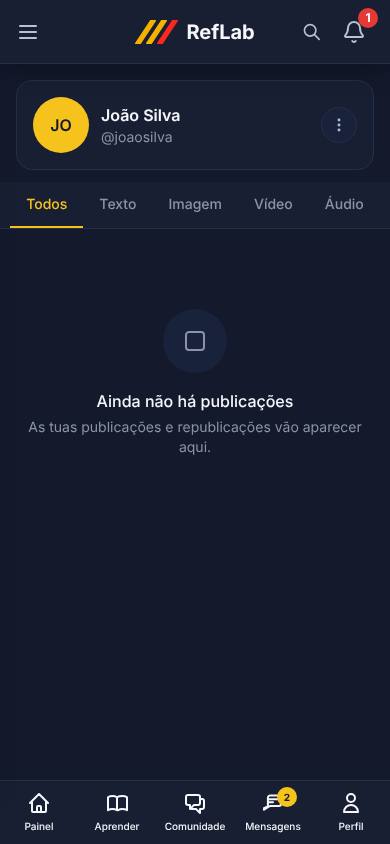 RefLab
1
JO
João Silva
@joaosilva
Todos Texto Imagem Vídeo Áudio
Ainda não há publicações
As tuas publicações e republicações vão aparecer
aqui.
2
Painel Aprender Comunidade Mensagens Perfil